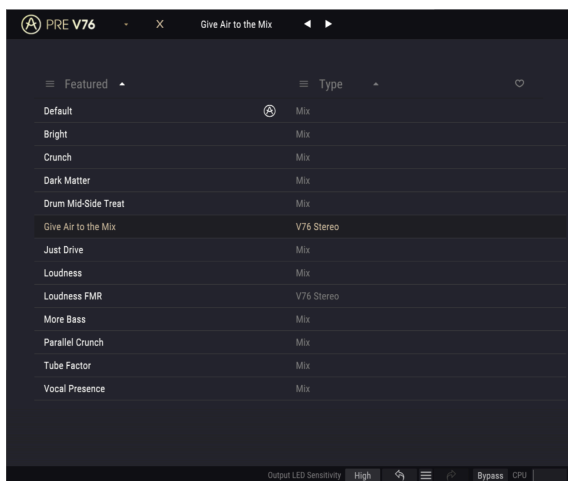 PRE V76 X Give Air to the Mix
Featured Type
Default Mix
Bright Mix
Crunch Mix
Dark Matter Mix
Drum Mid-Side Treat Mix
Give Air to the Mix V76 Stereo
Just Drive Mix
Loudness Mix
Loudness FMR V76 Stereo
More Bass Mix
Parallel Crunch Mix
Tube Factor Mix
Vocal Presence Mix
Output LED Sensitivity High Bypass CPU